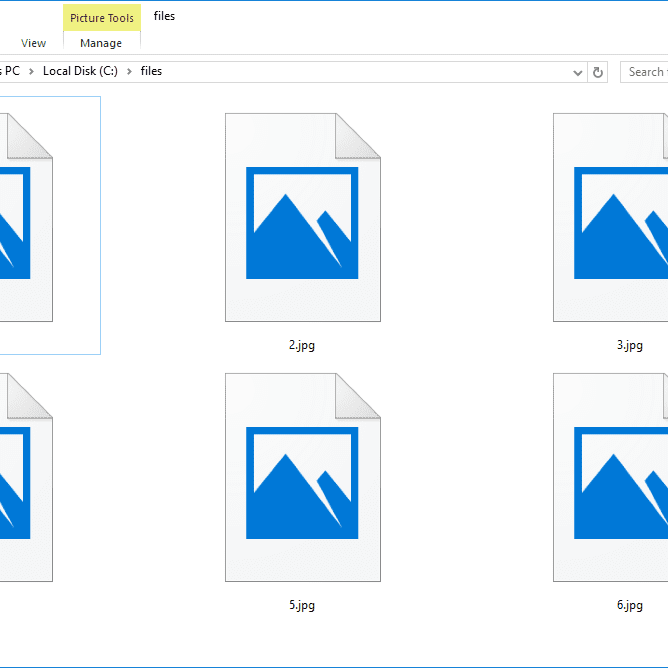 Picture Tools files
View Manage
s PC > Local Disk (C:) > files Search
2.jpg 3.jpg
5.jpg 6.jpg